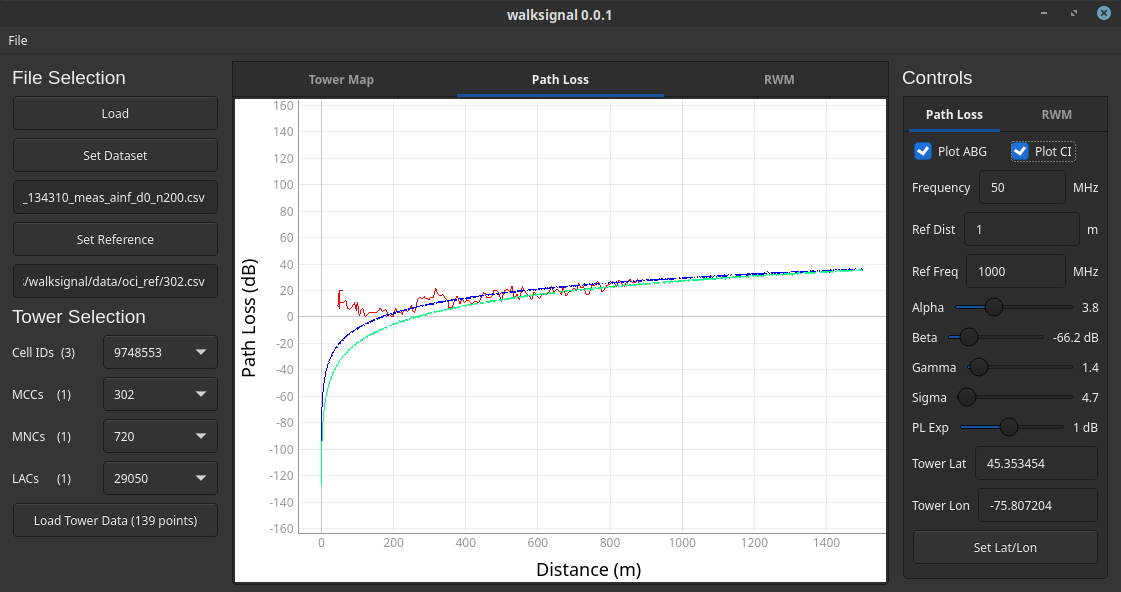 walksignal 0.0.1
File
File Selection
Load
Set Dataset
_134310_meas_ainf_d0_n200.csv
Set Reference
/walksignal/data/oci_ref/302.csv
Tower Selection
Cell IDs (3) 9748553
MCCs (1) 302
MNCs (1) 720
LACs (1) 29050
Load Tower Data (139 points)
Tower Map Path Loss RWM
Path Loss (dB)
160
140
120
100
80
60
40
20
0
-20
-40
-60
-80
-100
-120
-140
-160
0 200 400 600 800 1000 1200 1400
Distance (m)
Controls
Path Loss RWM
Plot ABG Plot CI
Frequency 50 MHz
Ref Dist 1 m
Ref Freq 1000 MHz
Alpha 3.8
Beta -66.2 dB
Gamma 1.4
Sigma 4.7
PL Exp 1 dB
Tower Lat 45.353454
Tower Lon -75.807204
Set Lat/Lon